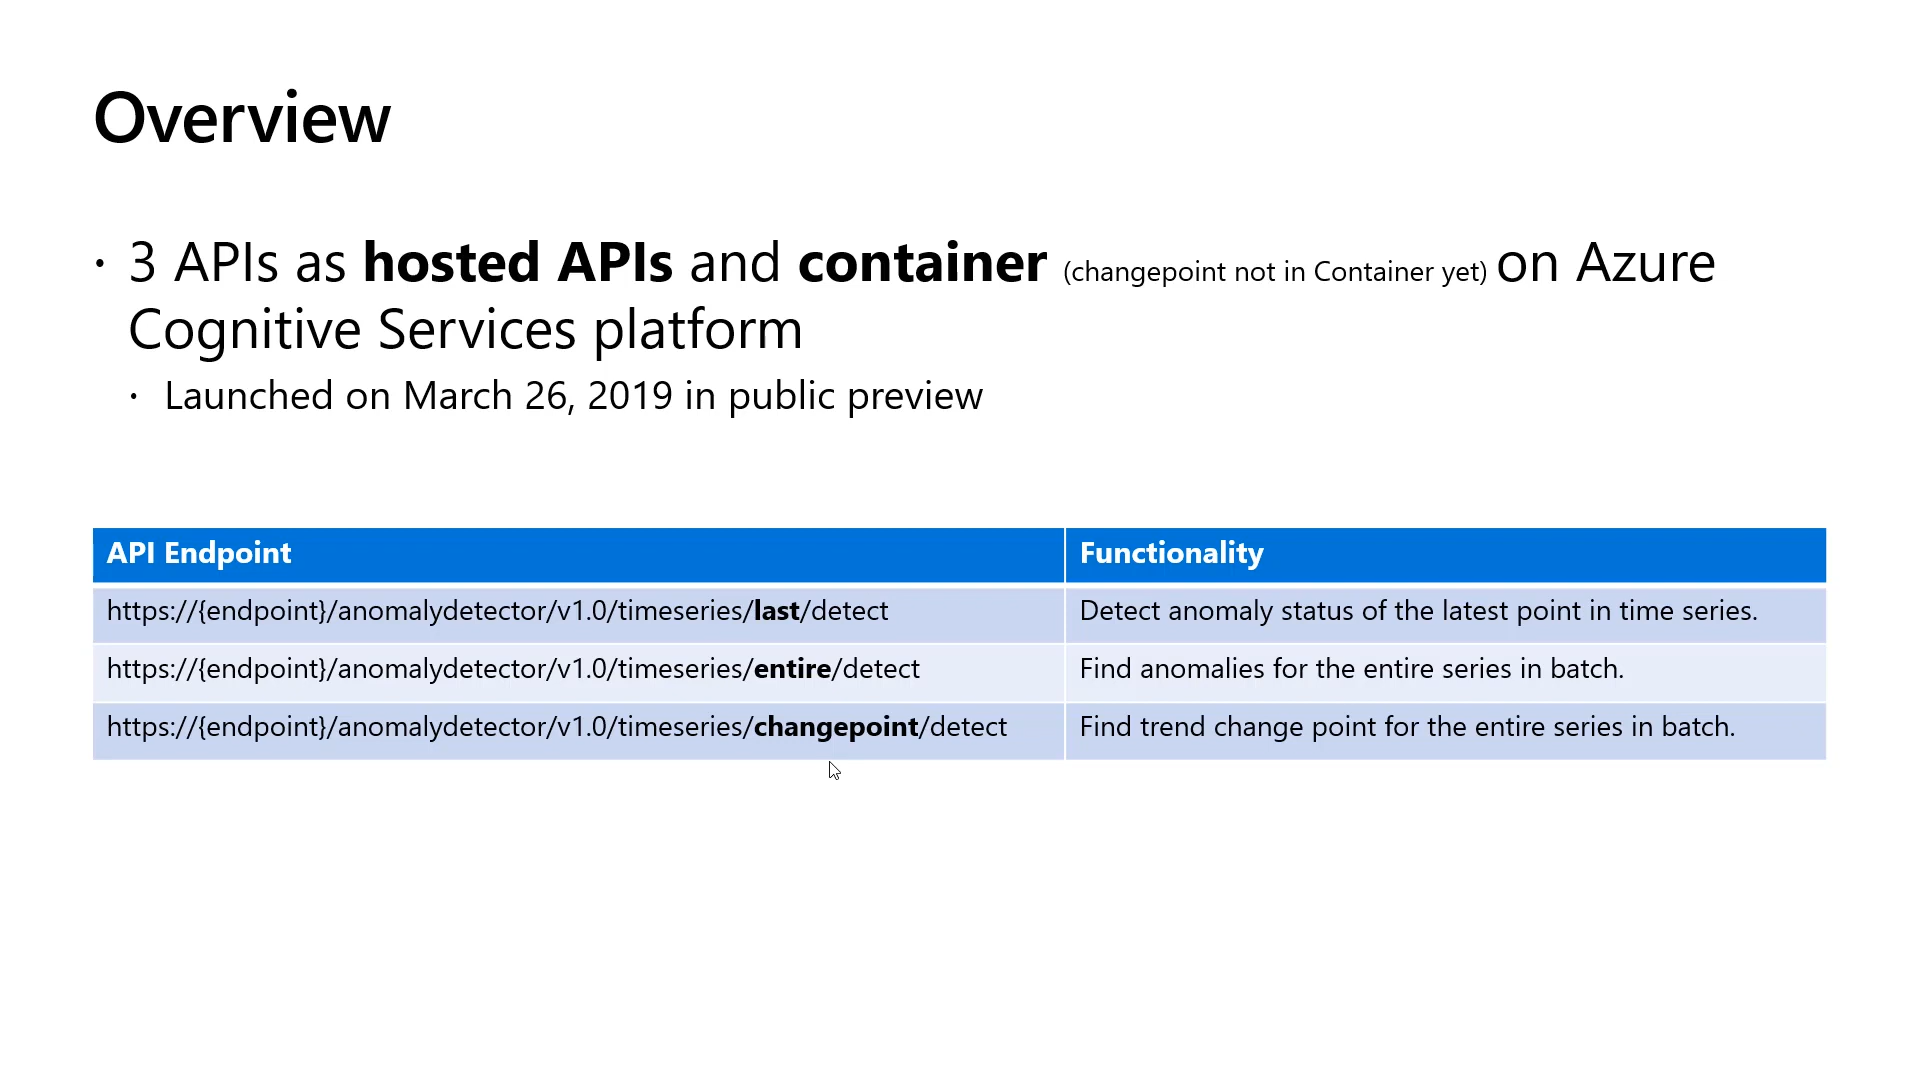 Overview
· 3 APIs as hosted APIs and container (changepoint not in Container yet) on Azure
Cognitive Services platform
· Launched on March 26, 2019 in public preview
API Endpoint Functionality
https://{endpoint}/anomalydetector/v1.0/timeseries/last/detect Detect anomaly status of the latest point in time series.
https://{endpoint}/anomalydetector/v1.0/timeseries/entire/detect Find anomalies for the entire series in batch.
https://{endpoint}/anomalydetector/v1.0/timeseries/changepoint/detect Find trend change point for the entire series in batch.